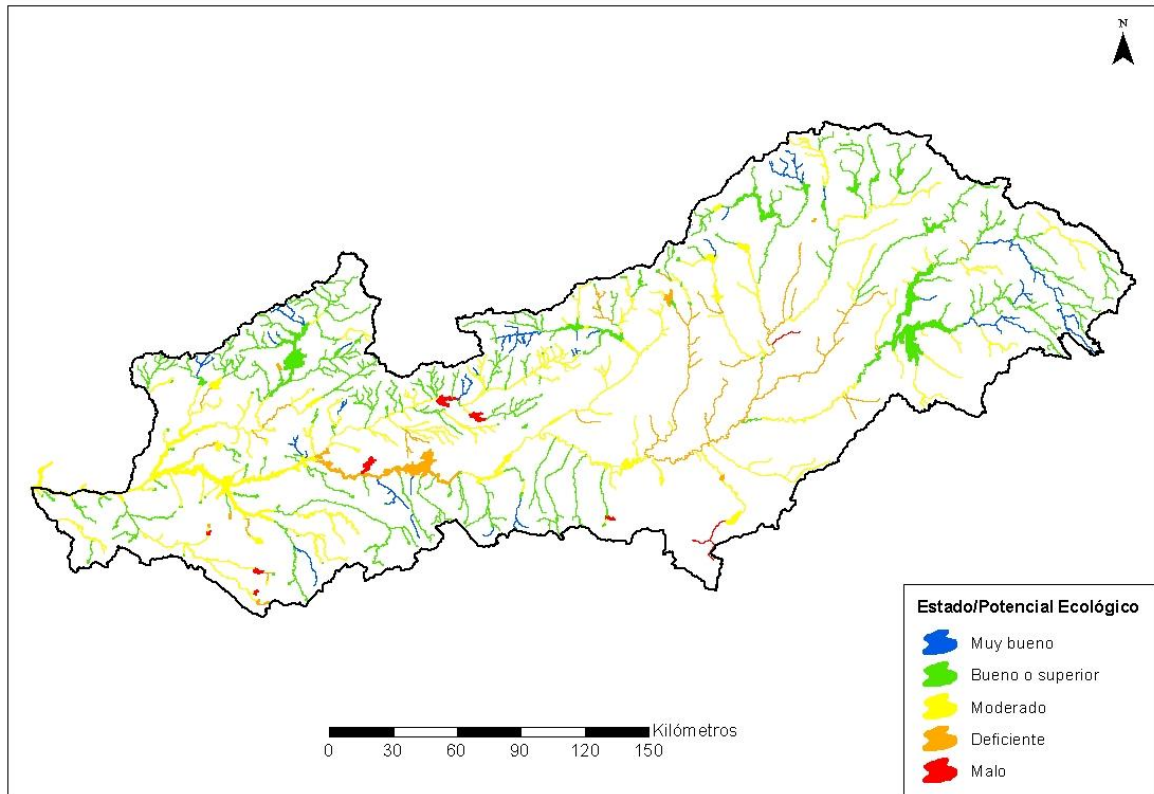 N
Estado/Potencial Ecológico
Muy bueno
Bueno o superior
Moderado
Deficiente
Malo
Kilómetros
0 30 60 90 120 150